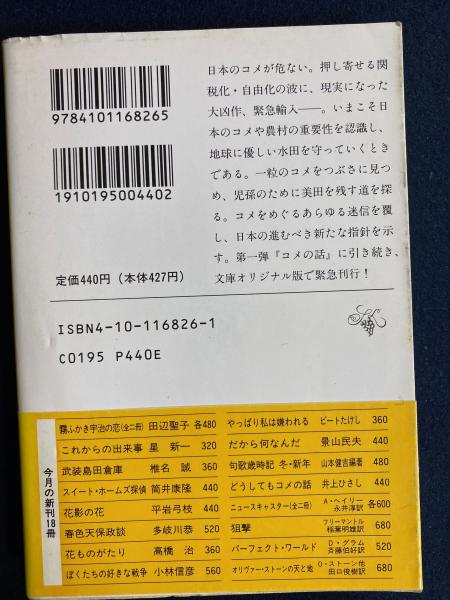 日本のコメが危ない。押し寄せる関
税化・自由化の波に、現実になった
大凶作、緊急輸入――。いまこそ日
本のコメや農村の重要性を認識し、
地球に優しい水田を守っていくとき
である。一粒のコメをつぶさに見つ
め、児孫のために美田を残す道を探
る。コメをめぐるあらゆる迷信を覆
し、日本の進むべき新たな指針を示
す。第一弾『コメの話』に引き続き、
文庫オリジナル版で緊急刊行！
9784101168265
1910195004402
定価440円（本体427円）
ISBN4-10-116826-1
C0195 P440E
今月の新刊18冊
霧ふかき宇治の恋(全二冊) 田辺聖子 各480
これからの出来事 星 新一 320
武装島田倉庫 椎名 誠 360
スイート・ホームズ探偵 筒井康隆 440
花影の花 平岩弓枝 440
春色天保政談 多岐川恭 520
花ものがたり 高橋 治 360
ぼくたちの好きな戦争 小林信彦 560
やっぱり私は嫌われる ビートたけし 360
だから何なんだ 景山民夫 440
句歌歳時記 冬・新年 山本健吉編著 480
どうしてもコメの話 井上ひさし 440
ニュースキャスター(全二冊) A・ヘイリー 永井淳訳 各600
狙撃 フリーマントル 稲葉明雄訳 680
パーフェクト・ワールド D・グラム 斉藤伯好訳 520
オリヴァー・ストーンの天と地 O・ストーン他 田口俊樹訳 680